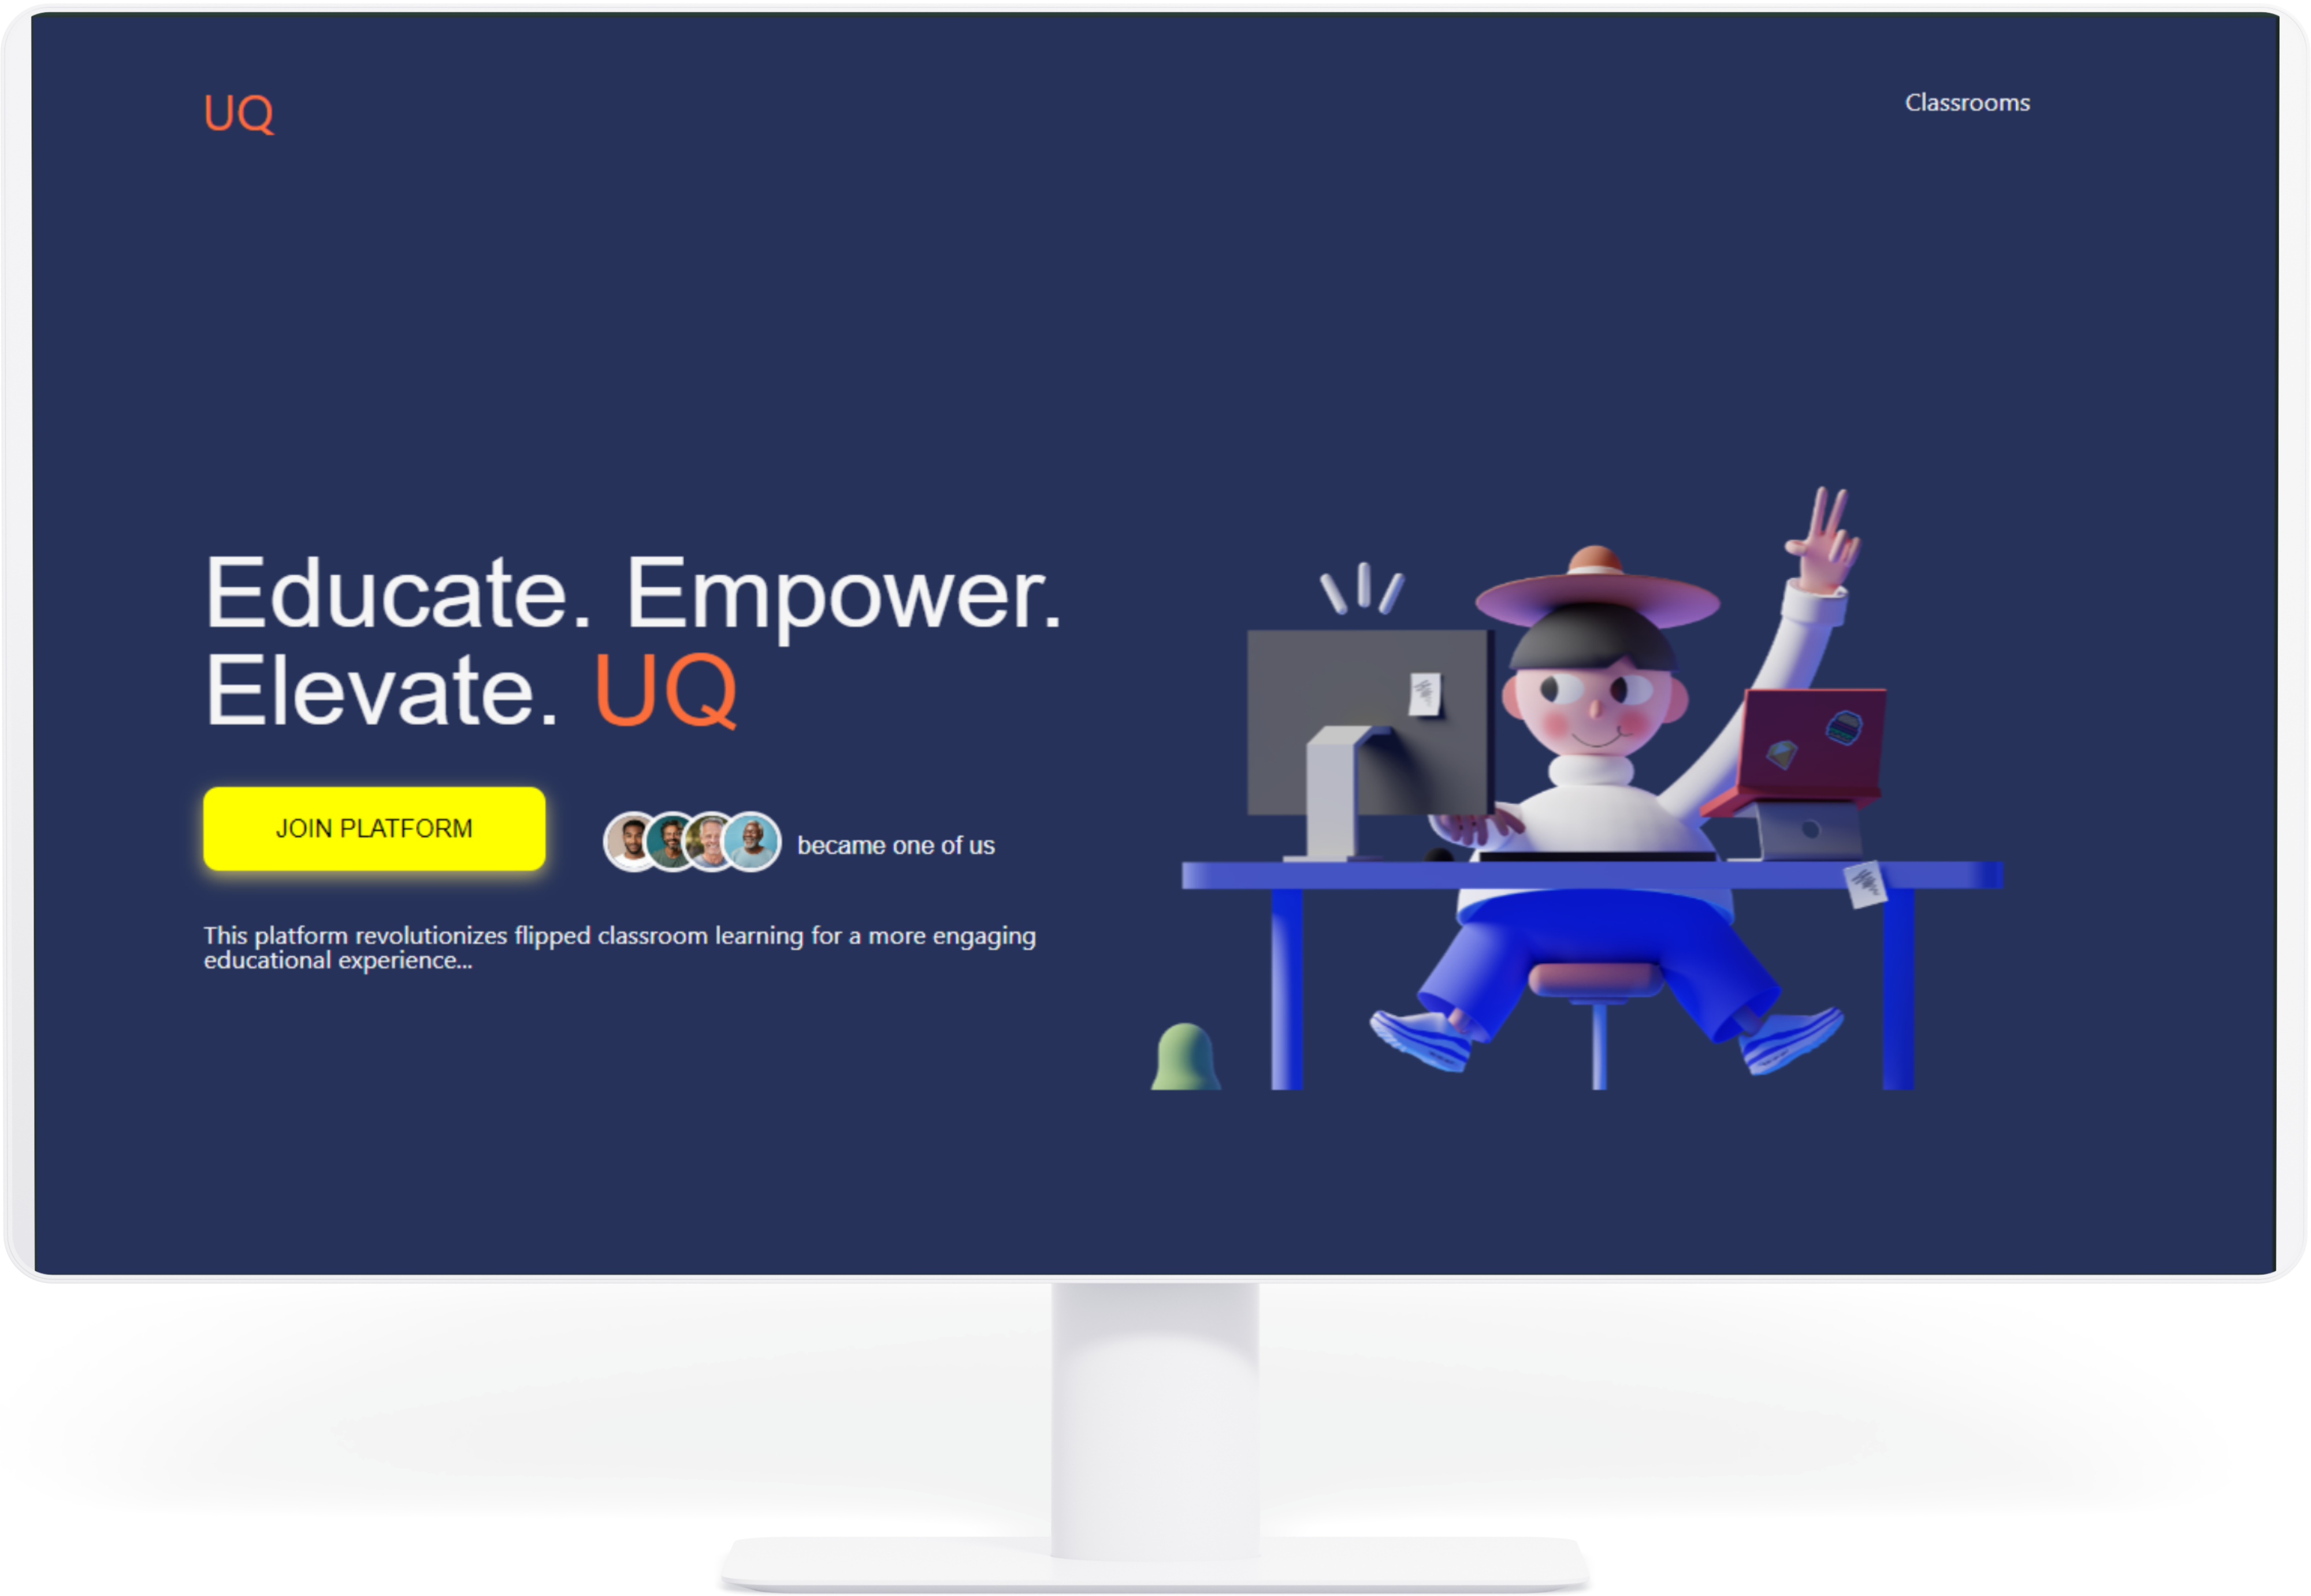 UQ
Classrooms
Educate. Empower.
Elevate. UQ
JOIN PLATFORM
became one of us
This platform revolutionizes flipped classroom learning for a more engaging
educational experience...